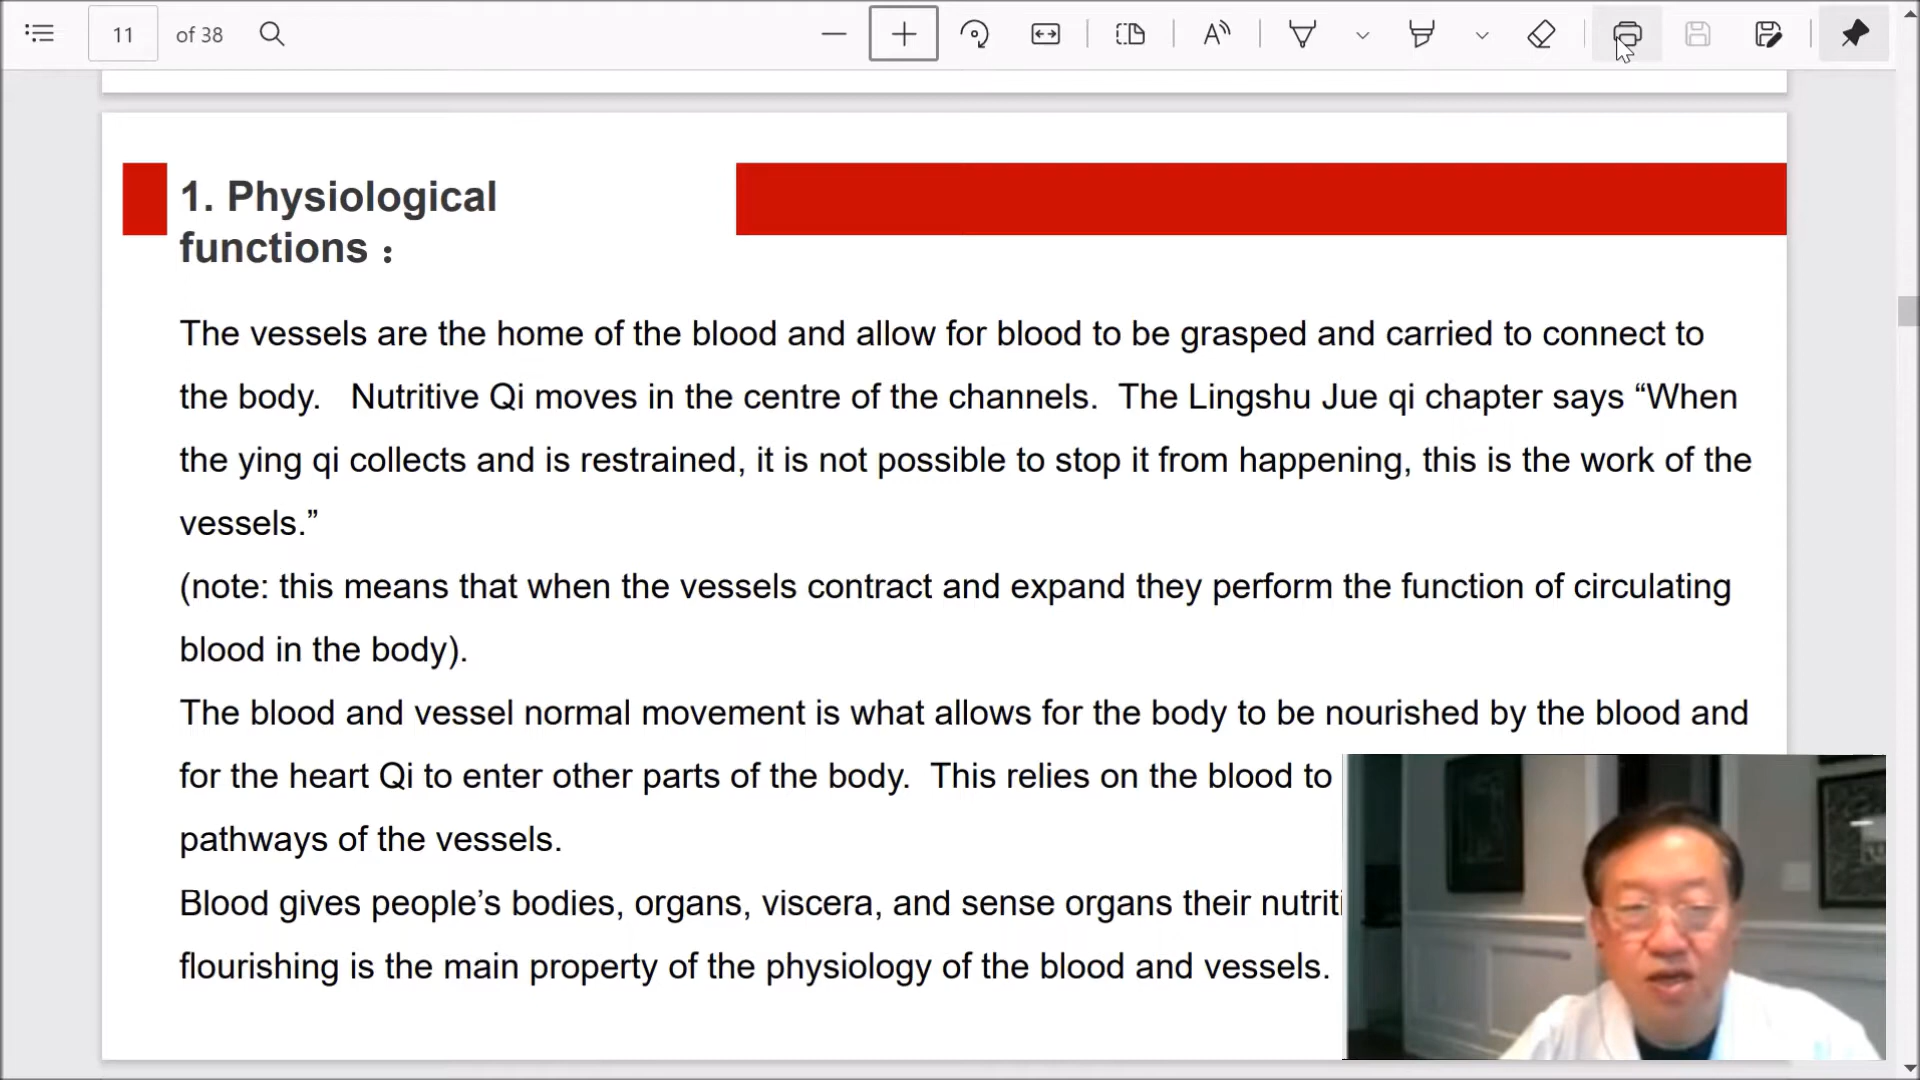 11 of 38
1. Physiological
functions：
The vessels are the home of the blood and allow for blood to be grasped and carried to connect to
the body. Nutritive Qi moves in the centre of the channels. The Lingshu Jue qi chapter says “When
the ying qi collects and is restrained, it is not possible to stop it from happening, this is the work of the
vessels.”
(note: this means that when the vessels contract and expand they perform the function of circulating
blood in the body).
The blood and vessel normal movement is what allows for the body to be nourished by the blood and
for the heart Qi to enter other parts of the body. This relies on the blood to
pathways of the vessels.
Blood gives people’s bodies, organs, viscera, and sense organs their
flourishing is the main property of the physiology of the blood and vessels.